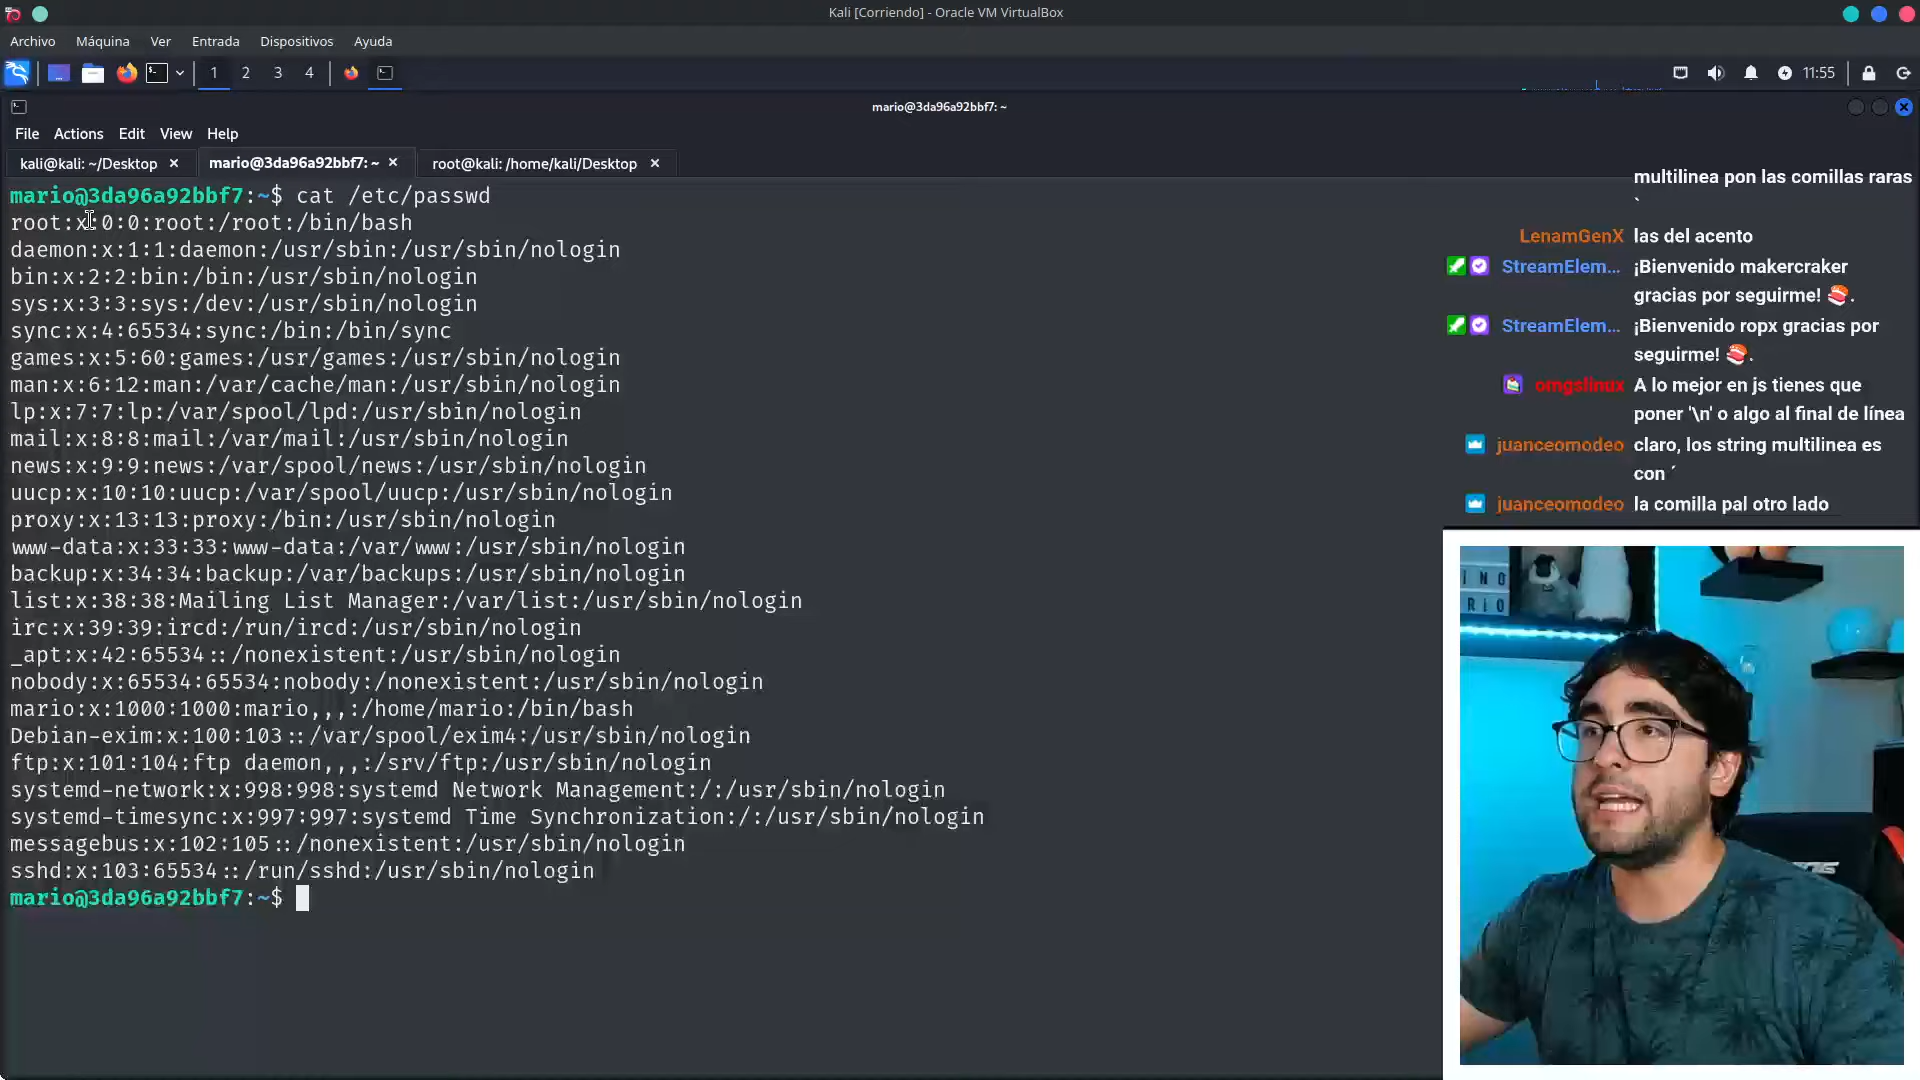 Kali [Corriendo] - Oracle VM VirtualBox
Archivo Máquina Ver Entrada Dispositivos Ayuda
1 2 3 4 11:55
mario@3da96a92bbf7: ~
File Actions Edit View Help
kali@kali: ~/Desktop × mario@3da96a92bbf7: ~ × root@kali: /home/kali/Desktop ×
mario@3da96a92bbf7:~$ cat /etc/passwd
root:x:0:0:root:/root:/bin/bash
daemon:x:1:1:daemon:/usr/sbin:/usr/sbin/nologin
bin:x:2:2:bin:/bin:/usr/sbin/nologin
sys:x:3:3:sys:/dev:/usr/sbin/nologin
sync:x:4:65534:sync:/bin:/bin/sync
games:x:5:60:games:/usr/games:/usr/sbin/nologin
man:x:6:12:man:/var/cache/man:/usr/sbin/nologin
lp:x:7:7:lp:/var/spool/lpd:/usr/sbin/nologin
mail:x:8:8:mail:/var/mail:/usr/sbin/nologin
news:x:9:9:news:/var/spool/news:/usr/sbin/nologin
uucp:x:10:10:uucp:/var/spool/uucp:/usr/sbin/nologin
proxy:x:13:13:proxy:/bin:/usr/sbin/nologin
www-data:x:33:33:www-data:/var/www:/usr/sbin/nologin
backup:x:34:34:backup:/var/backups:/usr/sbin/nologin
list:x:38:38:Mailing List Manager:/var/list:/usr/sbin/nologin
irc:x:39:39:ircd:/run/ircd:/usr/sbin/nologin
_apt:x:42:65534::/nonexistent:/usr/sbin/nologin
nobody:x:65534:65534:nobody:/nonexistent:/usr/sbin/nologin
mario:x:1000:1000:mario,,,:/home/mario:/bin/bash
Debian-exim:x:100:103::/var/spool/exim4:/usr/sbin/nologin
ftp:x:101:104:ftp daemon,,,:/srv/ftp:/usr/sbin/nologin
systemd-network:x:998:998:systemd Network Management:/:/usr/sbin/nologin
systemd-timesync:x:997:997:systemd Time Synchronization:/:/usr/sbin/nologin
messagebus:x:102:105::/nonexistent:/usr/sbin/nologin
sshd:x:103:65534::/run/sshd:/usr/sbin/nologin
mario@3da96a92bbf7:~$
multilinea pon las comillas raras
`
LenamGenX las del acento
StreamElem... ¡Bienvenido makercraker
gracias por seguirme! 🍣.
StreamElem... ¡Bienvenido ropx gracias por
seguirme! 🍣.
omgslinux A lo mejor en js tienes que
poner '\n' o algo al final de línea
juanceomodeo claro, los string multilinea es
con ´
juanceomodeo la comilla pal otro lado
INO
RIO